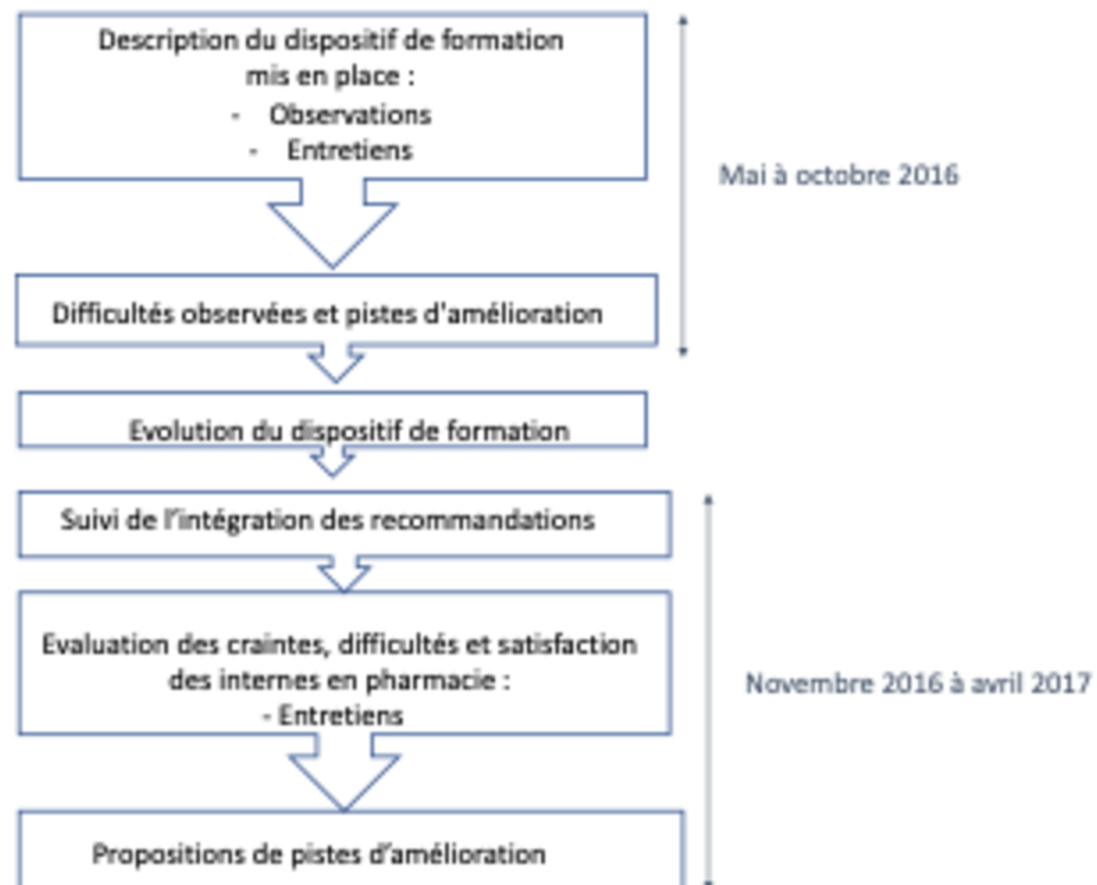 Description du dispositif de formation
mis en place :
- Observations
- Entretiens
Mai à octobre 2016
Difficultés observées et pistes d'amélioration
Evolution du dispositif de formation
Suivi de l'intégration des recommandations
Evaluation des craintes, difficultés et satisfaction
des internes en pharmacie :
- Entretiens
Novembre 2016 à avril 2017
Propositions de pistes d'amélioration